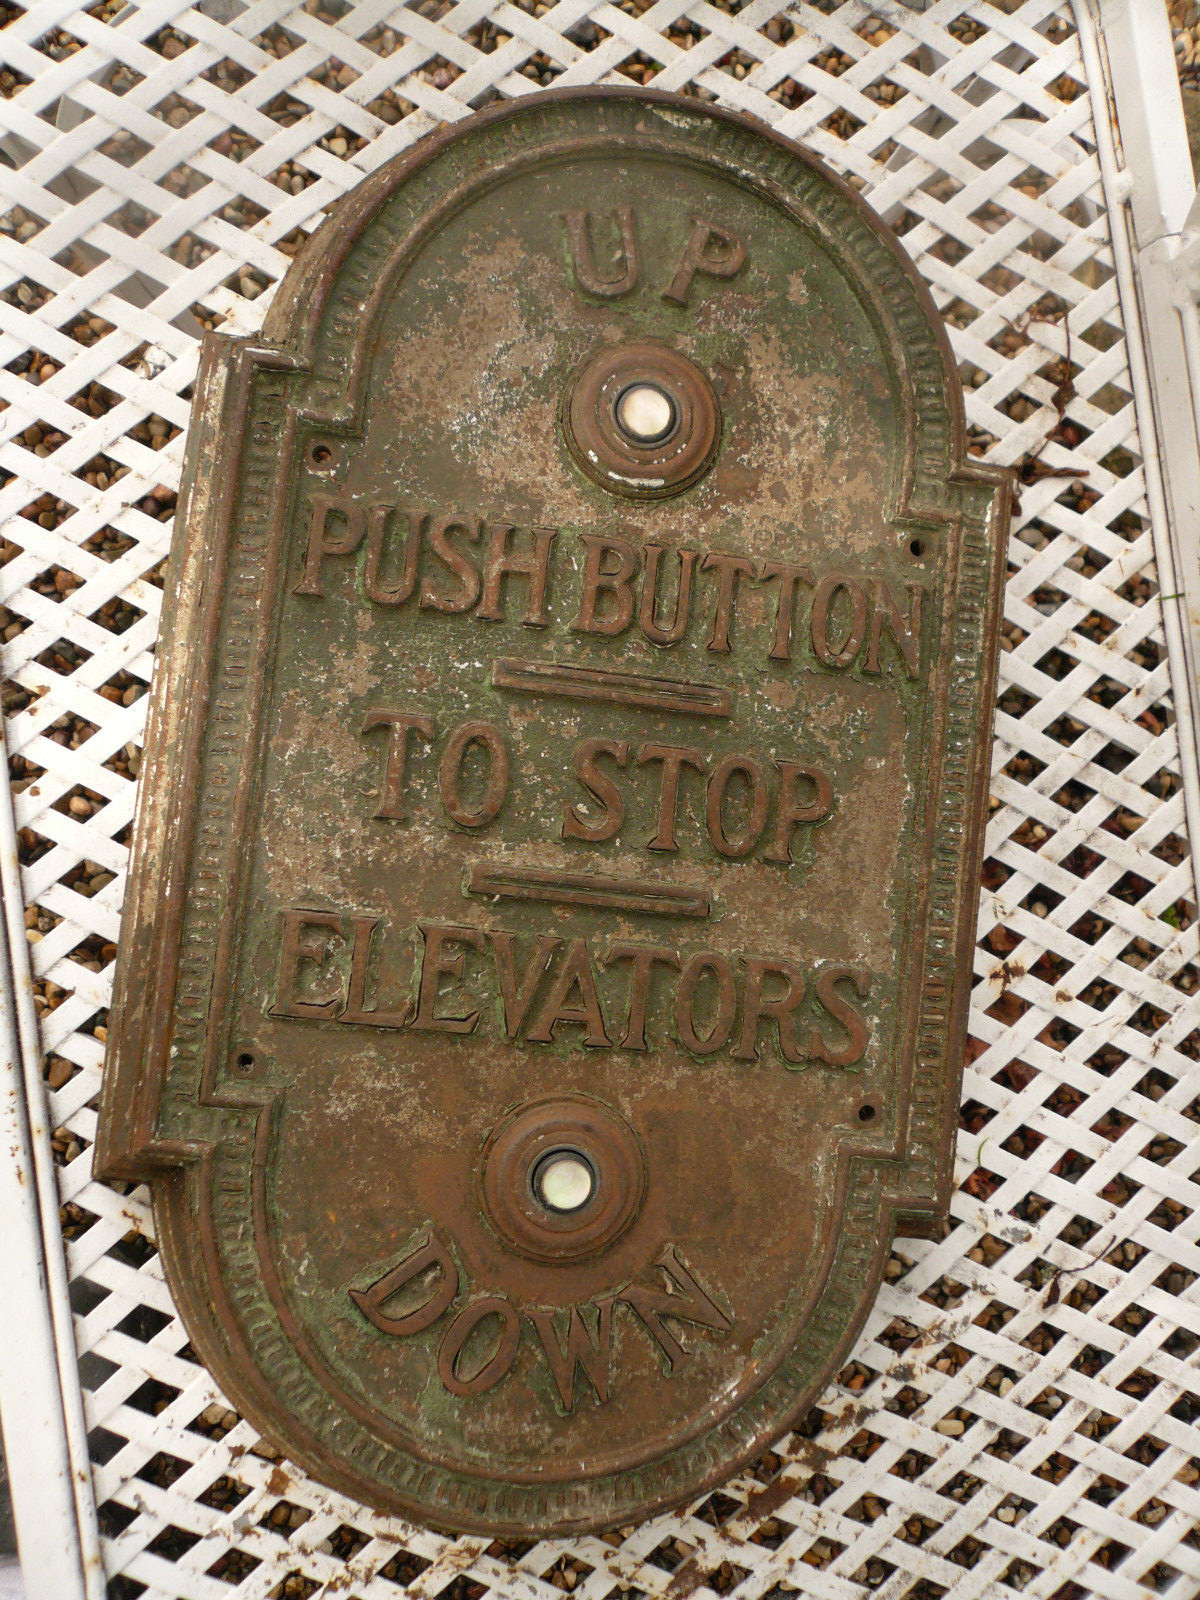 UP
PUSH BUTTON
TO STOP
ELEVATORS
DOWN